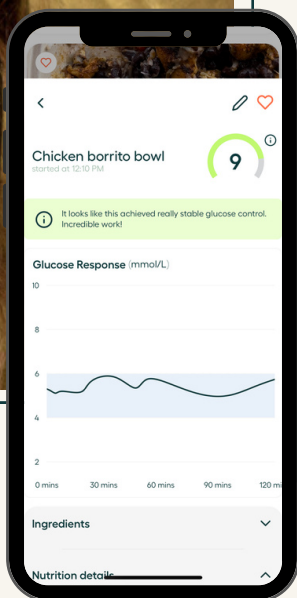 Chicken borrito bowl
started at 12:10 PM
9
It looks like this achieved really stable glucose control.
Incredible work!
Glucose Response (mmol/L)
10
8
6
4
2
0 mins 30 mins 60 mins 90 mins 120 mi
Ingredients
Nutrition details